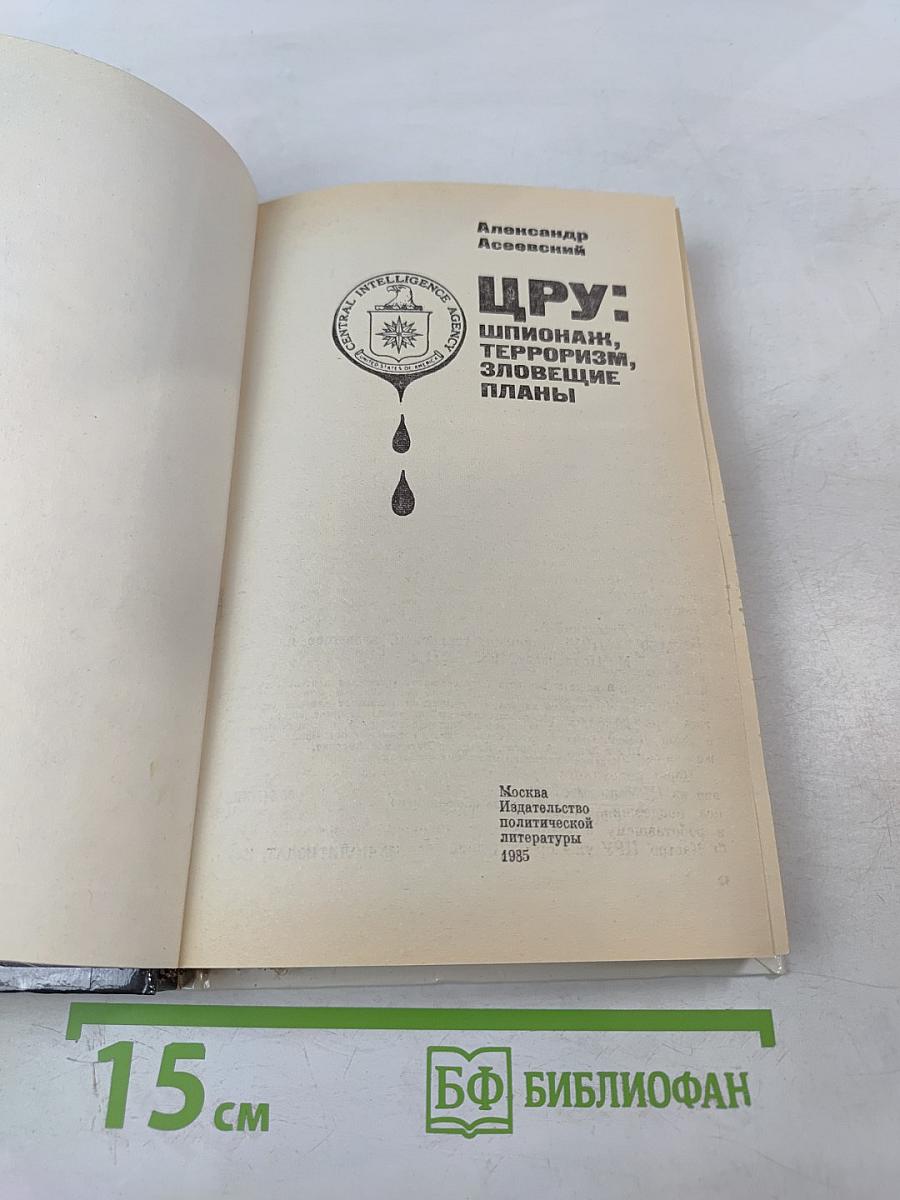 Александр
Асеевский
ЦРУ:
ШПИОНАЖ,
ТЕРРОРИЗМ,
ЗЛОВЕЩИЕ
ПЛАНЫ
CENTRAL INTELLIGENCE AGENCY
UNITED STATES OF AMERICA
Москва
Издательство
политической
литературы
1985
15 см
БФ БИБЛИОФАН